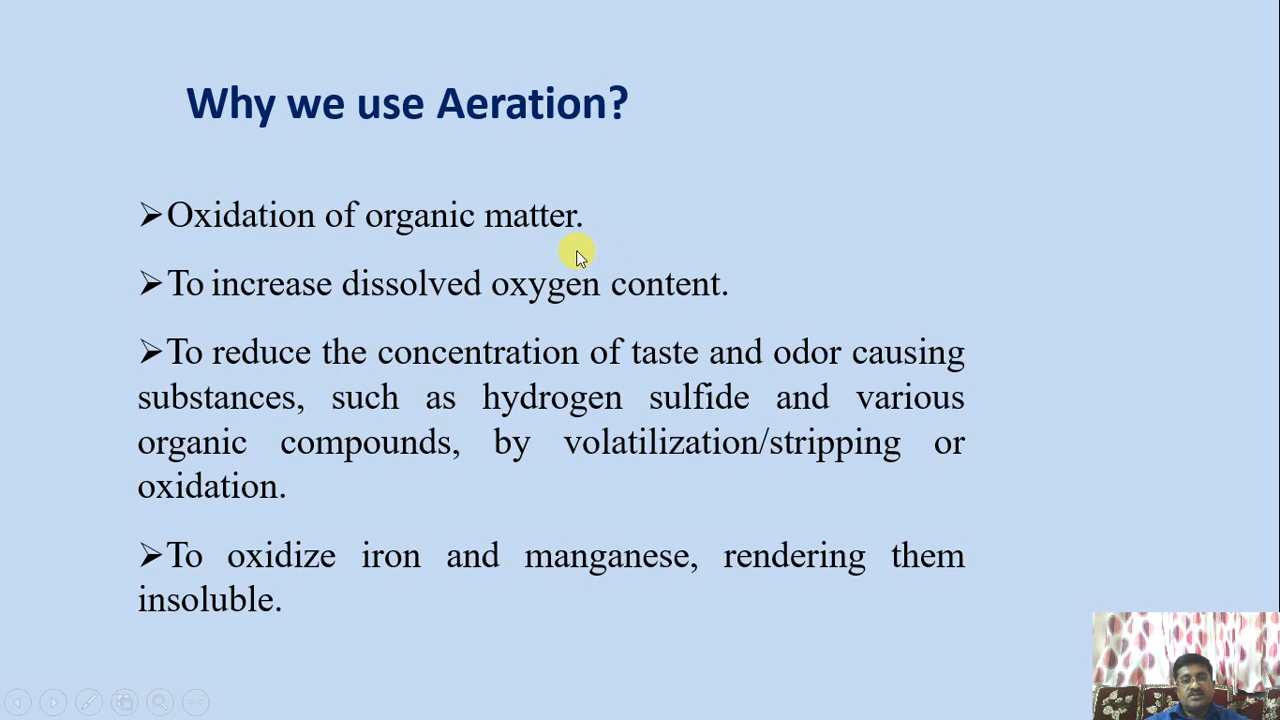 Why we use Aeration?
➢Oxidation of organic matter.
➢To increase dissolved oxygen content.
➢To reduce the concentration of taste and odor causing
substances, such as hydrogen sulfide and various
organic compounds, by volatilization/stripping or
oxidation.
➢To oxidize iron and manganese, rendering them
insoluble.